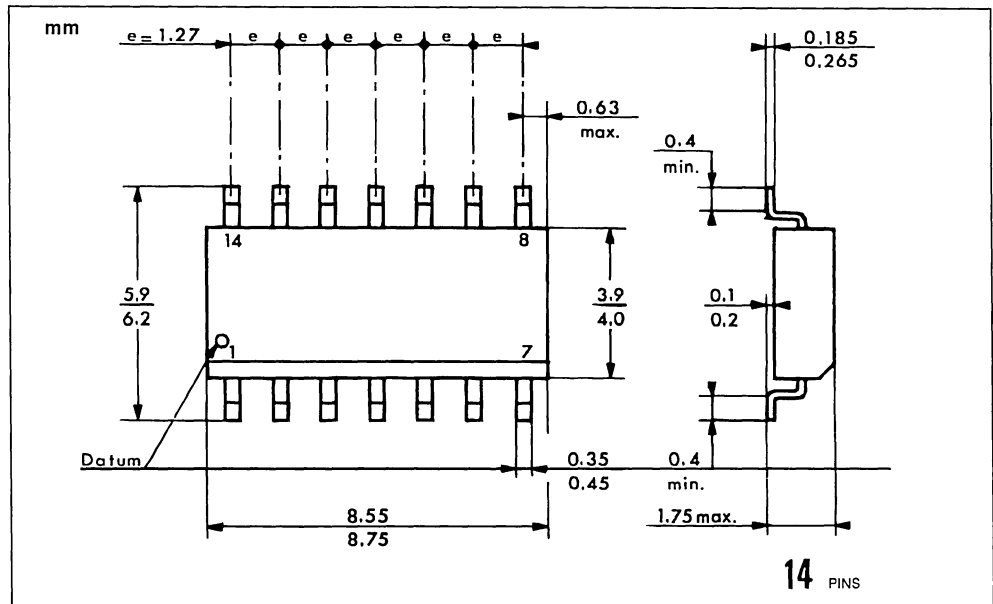 mm
e= 1.27 e e e e e e
0.185
0.265
0.63
max.
0.4
min.
14 8
5.9
6.2
3.9
4.0
0.1
0.2
1 7
Datum
0.35
0.45
0.4
min.
8.55
8.75
1.75 max.
14 PINS